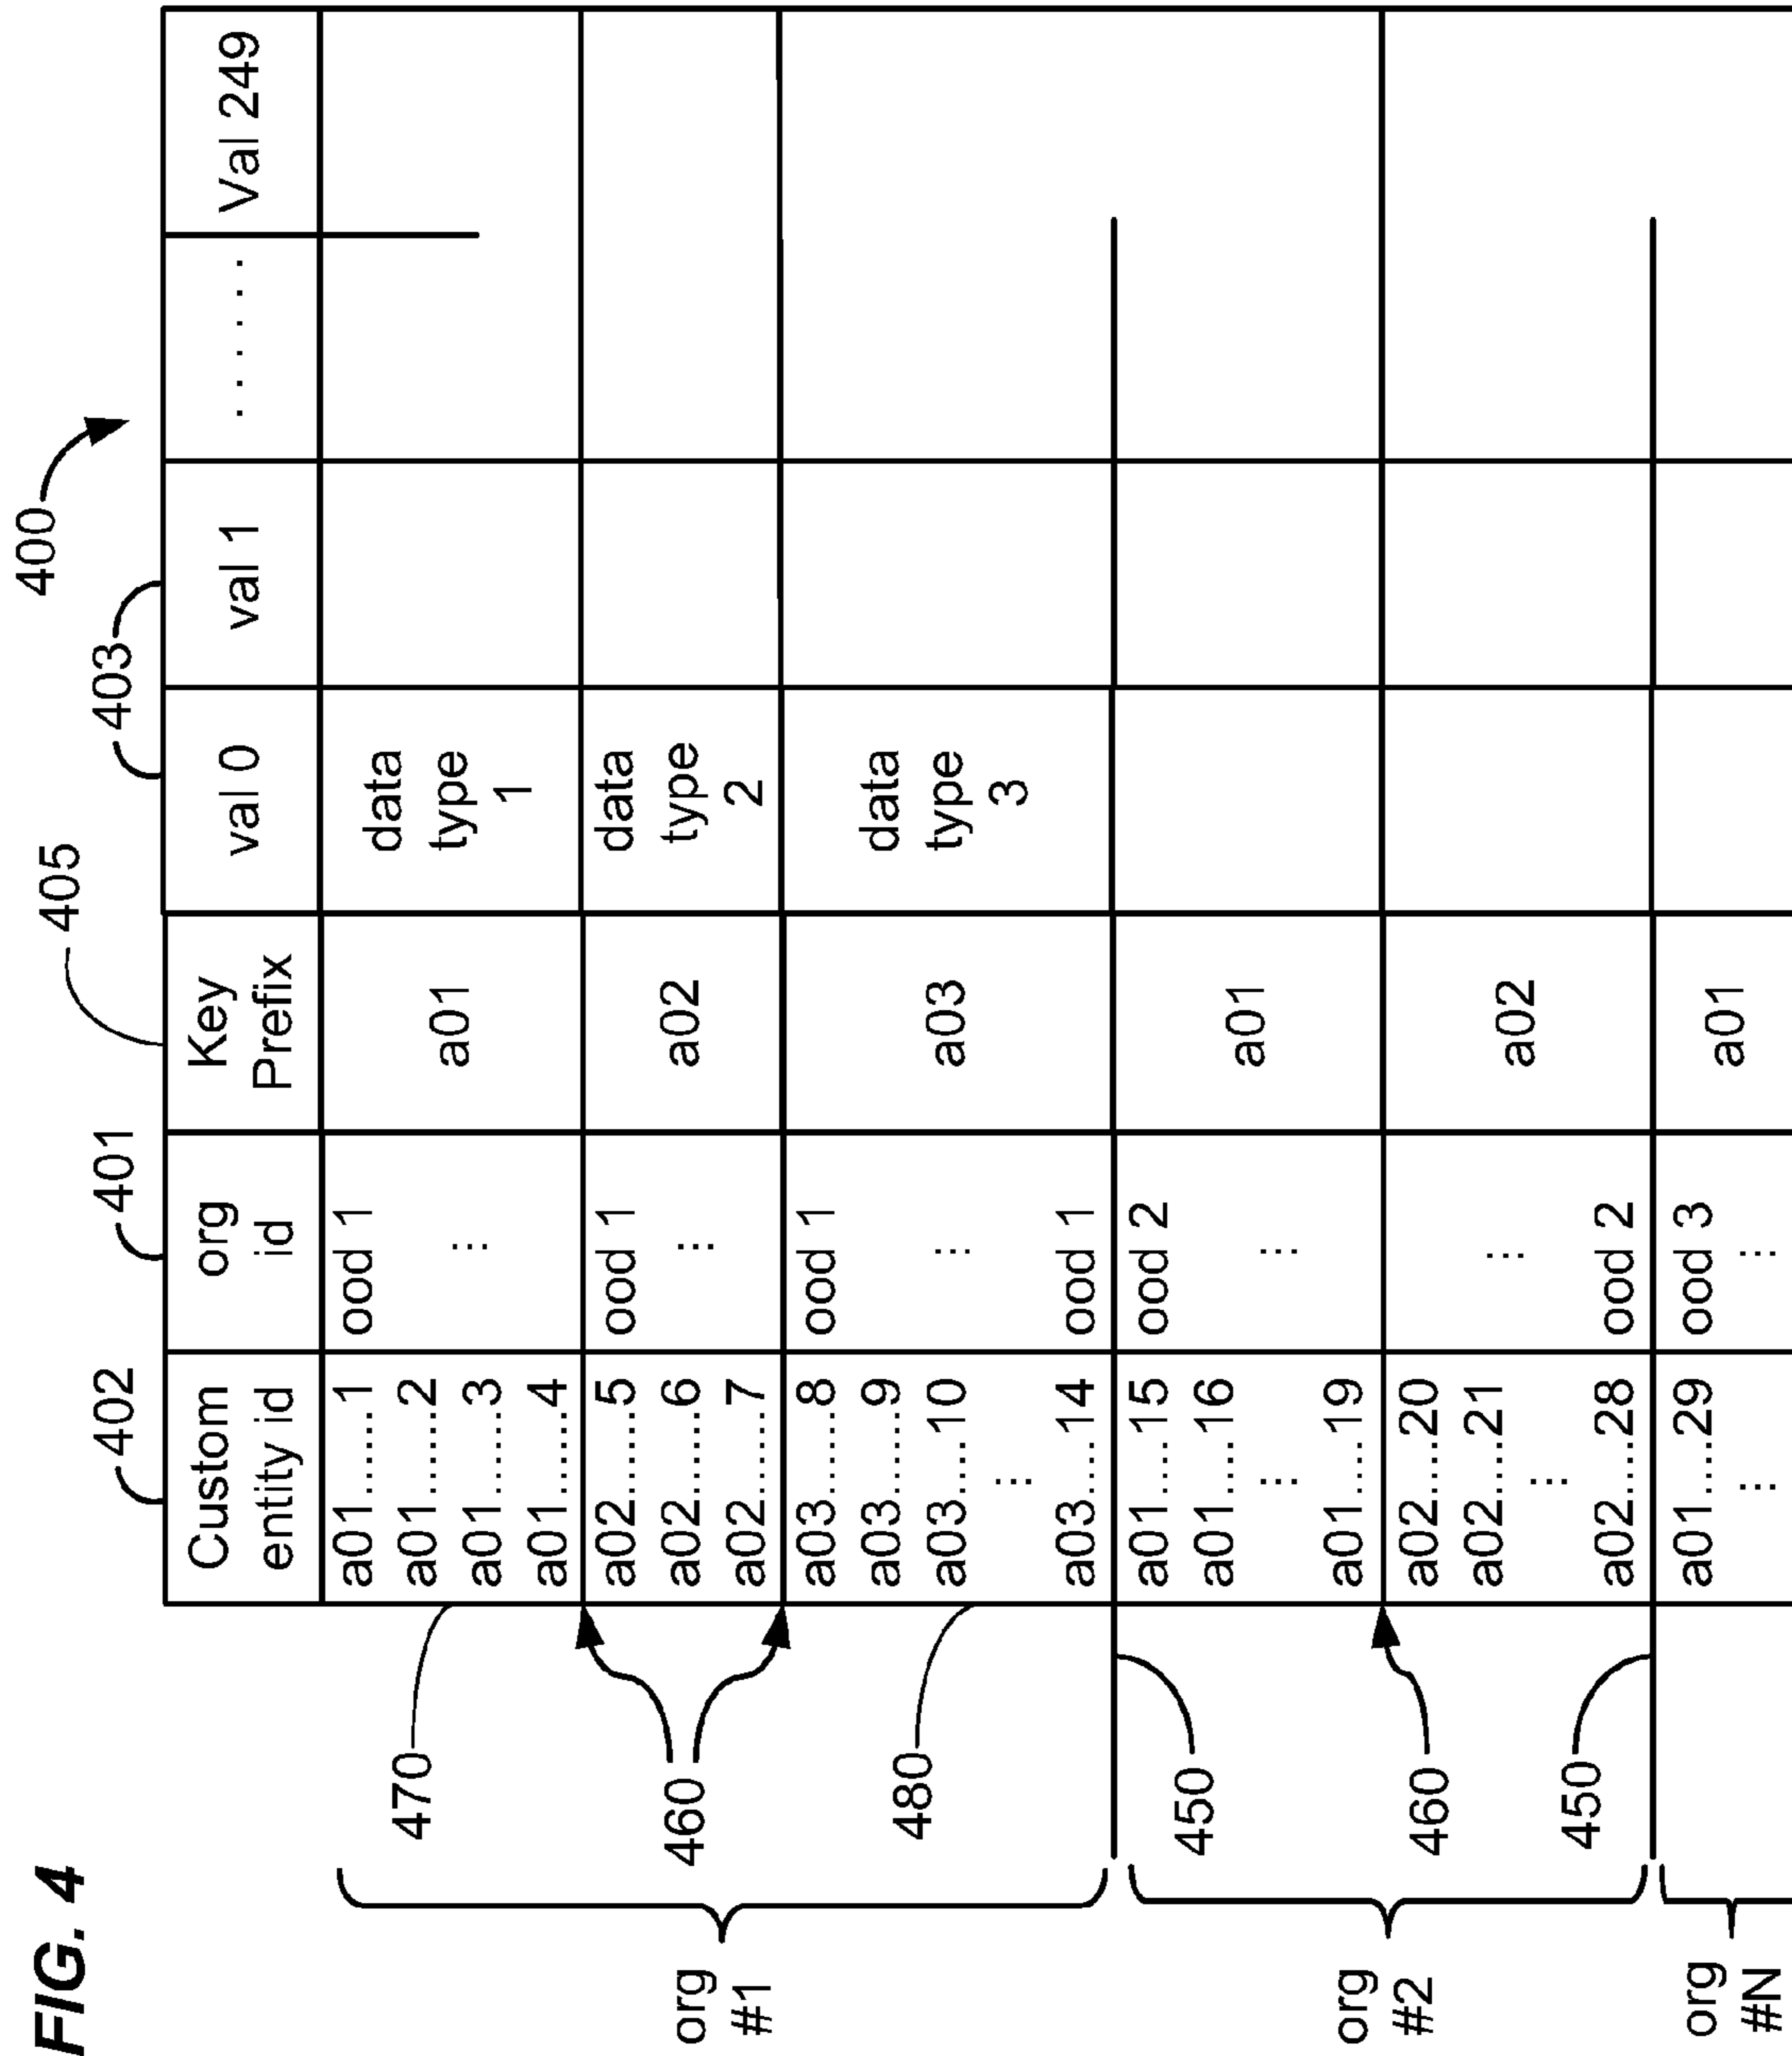 FIG. 4
400
402
401
405
403
Custom entity id
org id
Key Prefix
val 0
val 1
. . . . . .
Val 249
org #1
470
a01......1
ood 1
a01
data type 1
a01......2
a01......3
⋮
a01......4
460
a02......5
ood 1
a02
data type 2
a02......6
⋮
a02......7
480
a03......8
ood 1
a03
data type 3
a03......9
a03....10
⋮
⋮
a03....14
ood 1
org #2
450
a01....15
ood 2
a01
a01....16
⋮
⋮
a01....19
460
a02....20
a02
a02....21
⋮
⋮
450
a02....28
ood 2
org #N
a01....29
ood 3
a01
⋮
⋮